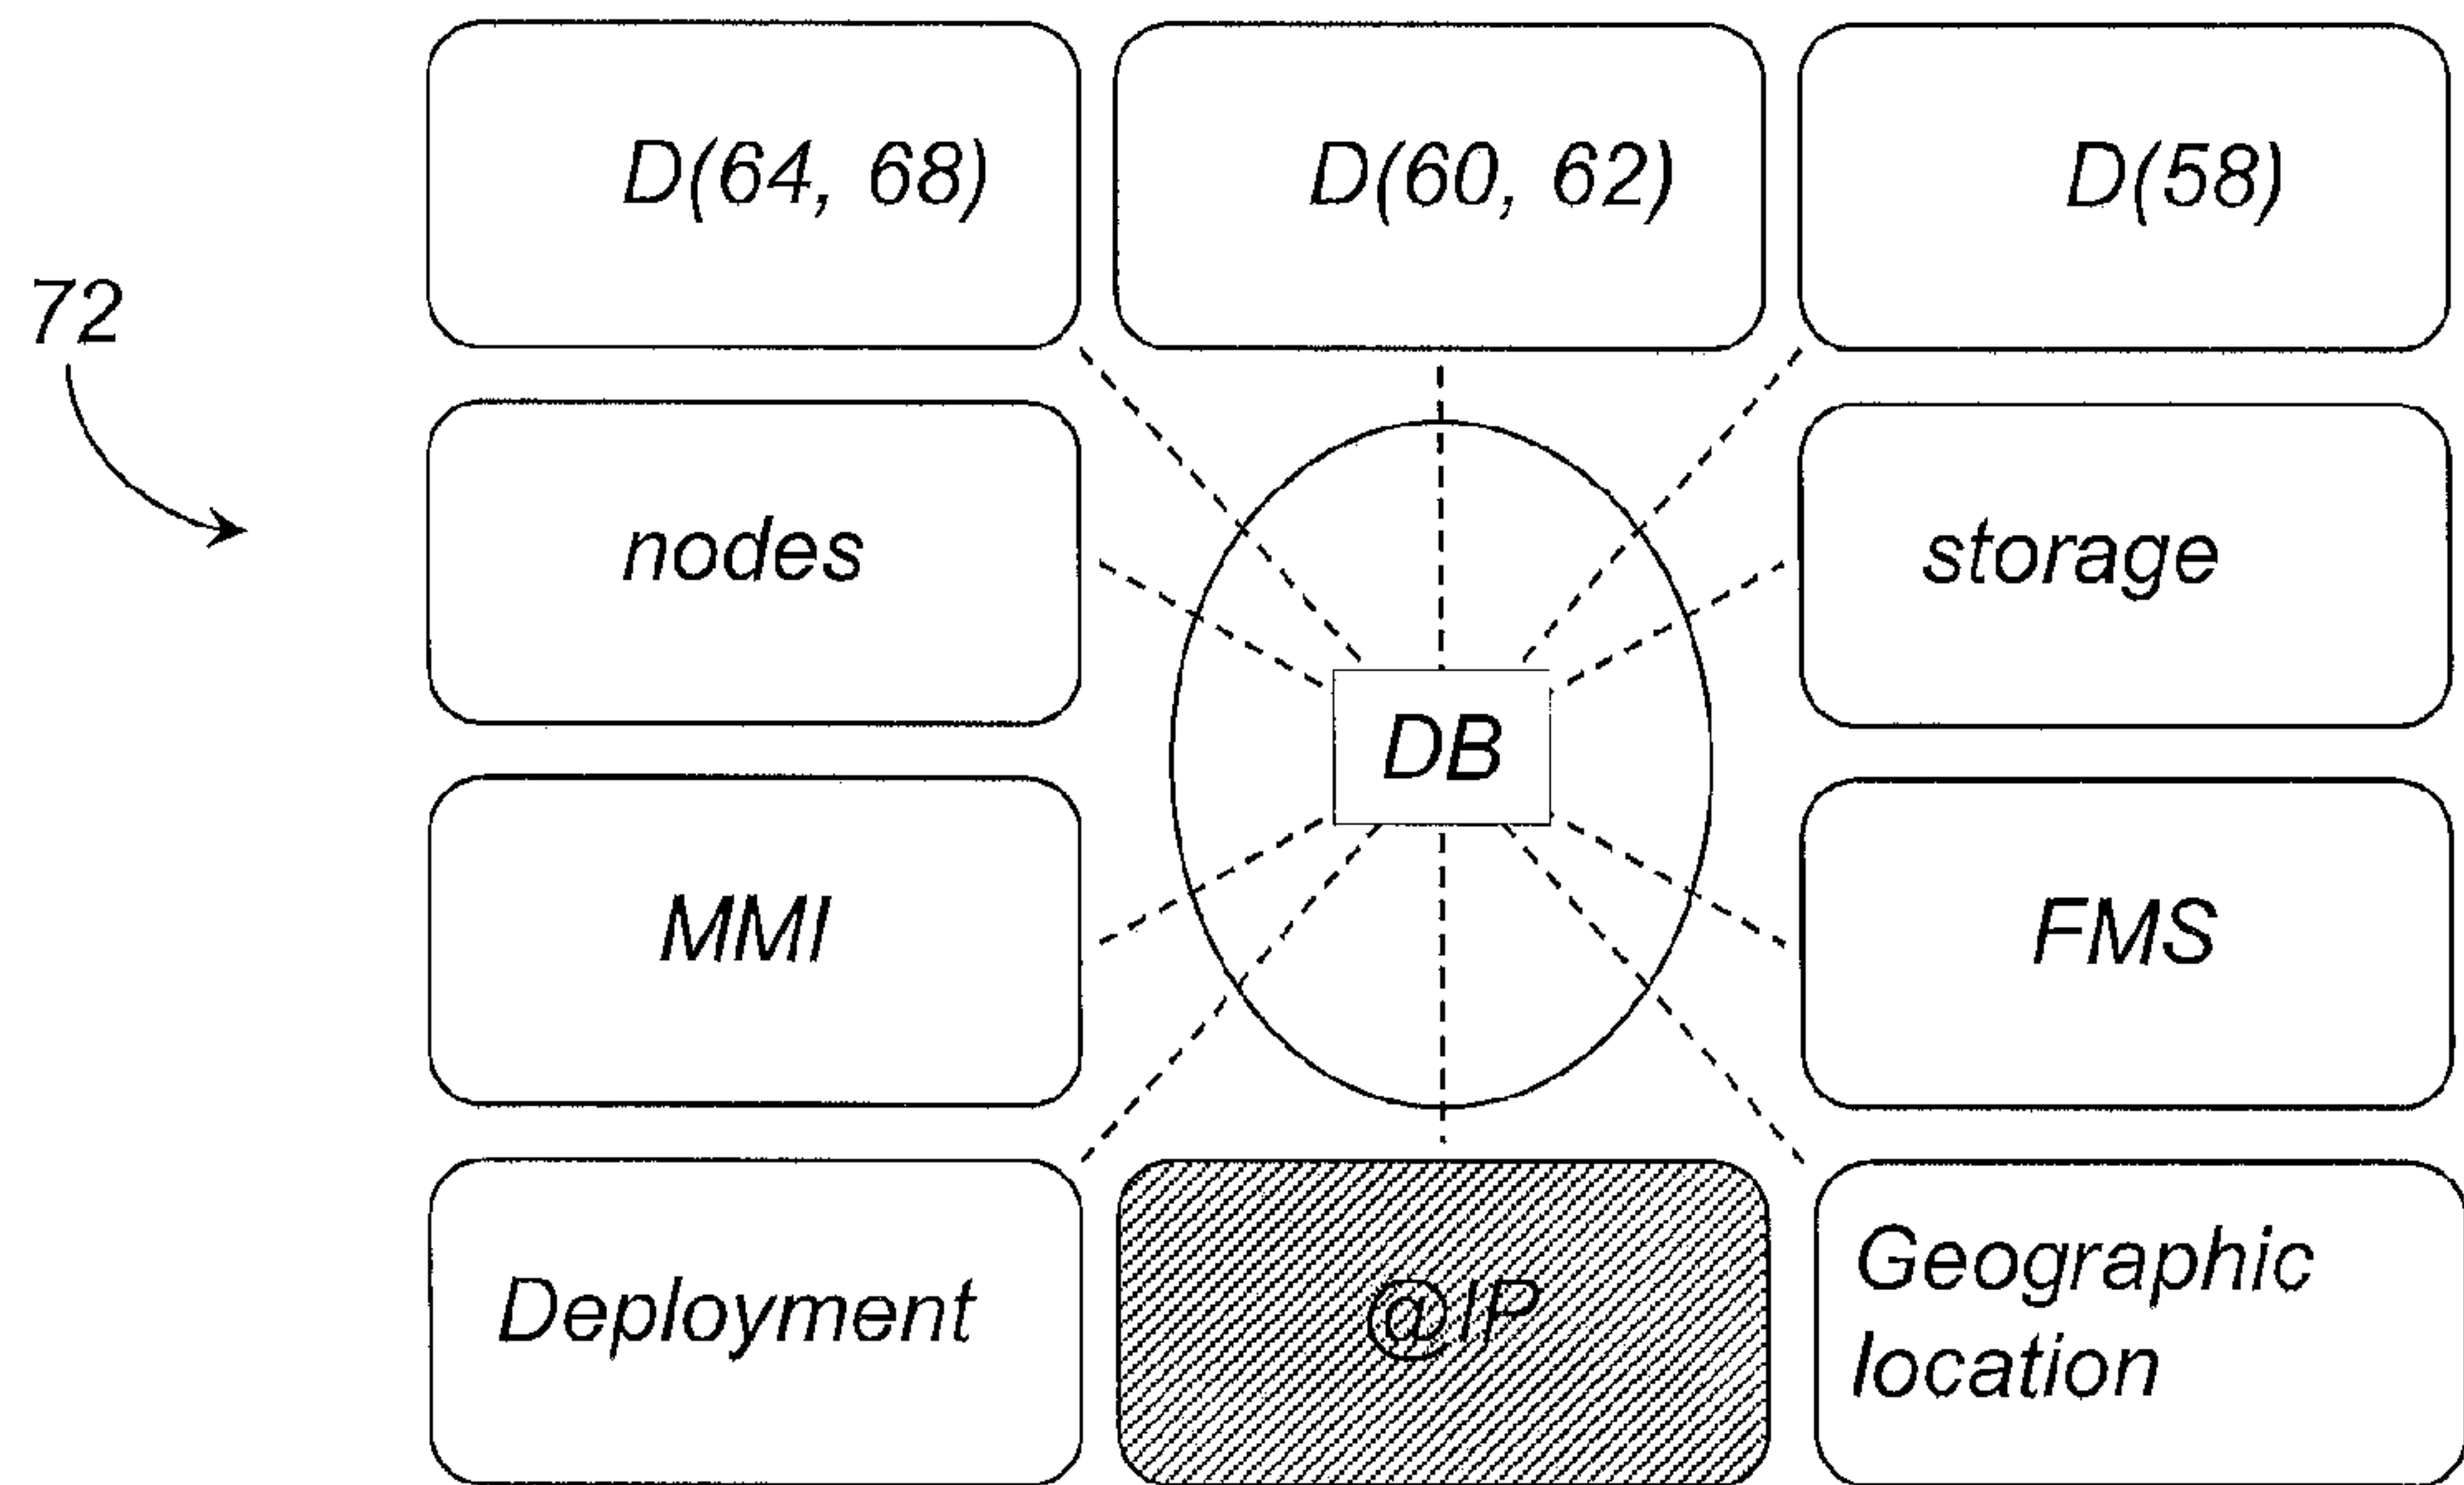 D(64, 68)
D(60, 62)
D(58)
72
nodes
storage
DB
MMI
FMS
Deployment
@IP
Geographic
location